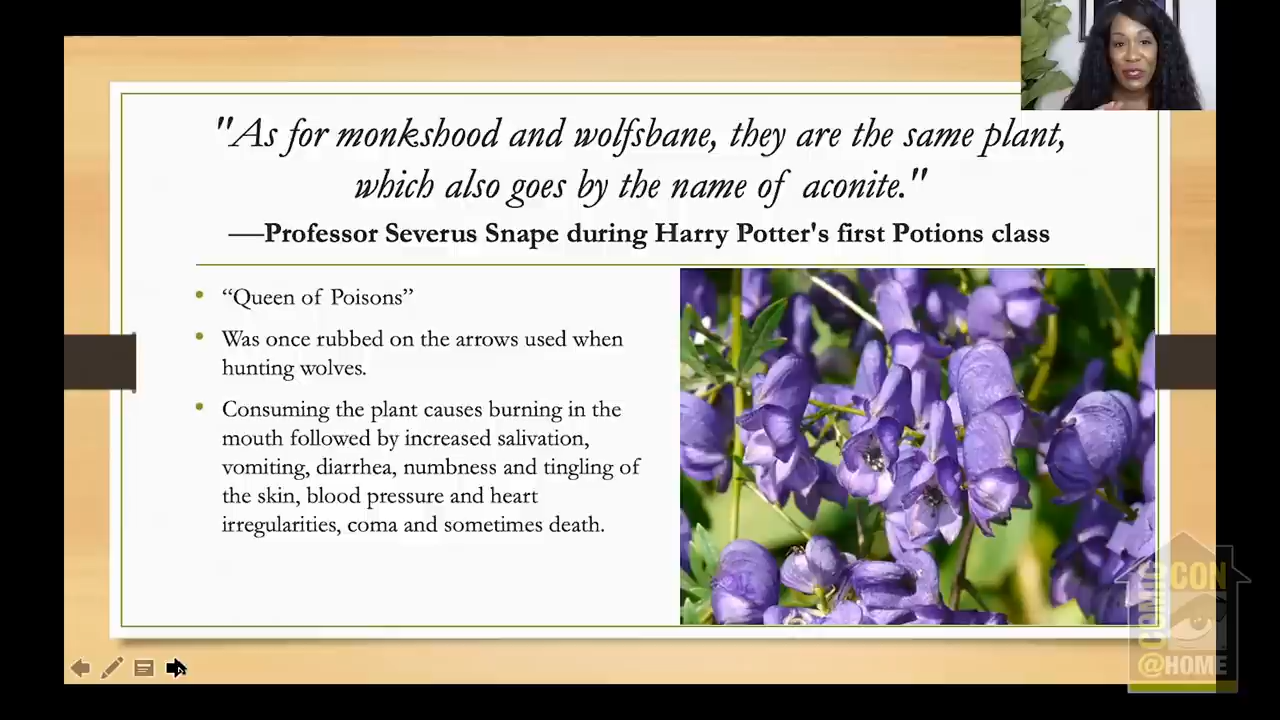 "As for monkshood and wolfsbane, they are the same plant,
which also goes by the name of aconite."
—Professor Severus Snape during Harry Potter's first Potions class
• “Queen of Poisons”
• Was once rubbed on the arrows used when
hunting wolves.
• Consuming the plant causes burning in the
mouth followed by increased salivation,
vomiting, diarrhea, numbness and tingling of
the skin, blood pressure and heart
irregularities, coma and sometimes death.
COMIC
CON
@HOME